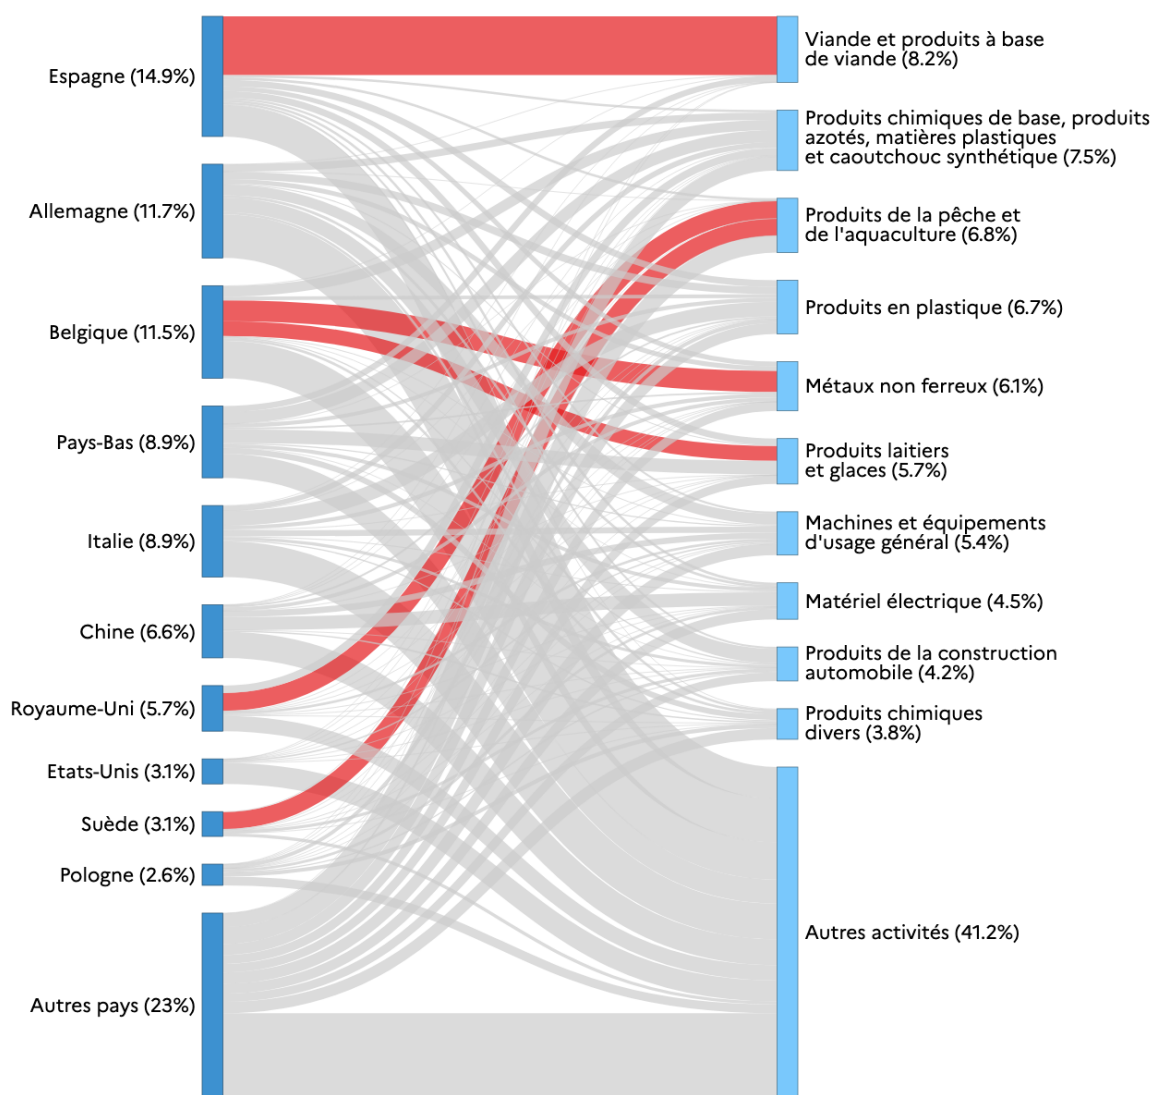 Espagne (14.9%)
Allemagne (11.7%)
Belgique (11.5%)
Pays-Bas (8.9%)
Italie (8.9%)
Chine (6.6%)
Royaume-Uni (5.7%)
Etats-Unis (3.1%)
Suède (3.1%)
Pologne (2.6%)
Autres pays (23%)
Viande et produits à base
de viande (8.2%)
Produits chimiques de base, produits
azotés, matières plastiques
et caoutchouc synthétique (7.5%)
Produits de la pêche et
de l'aquaculture (6.8%)
Produits en plastique (6.7%)
Métaux non ferreux (6.1%)
Produits laitiers
et glaces (5.7%)
Machines et équipements
d'usage général (5.4%)
Matériel électrique (4.5%)
Produits de la construction
automobile (4.2%)
Produits chimiques
divers (3.8%)
Autres activités (41.2%)